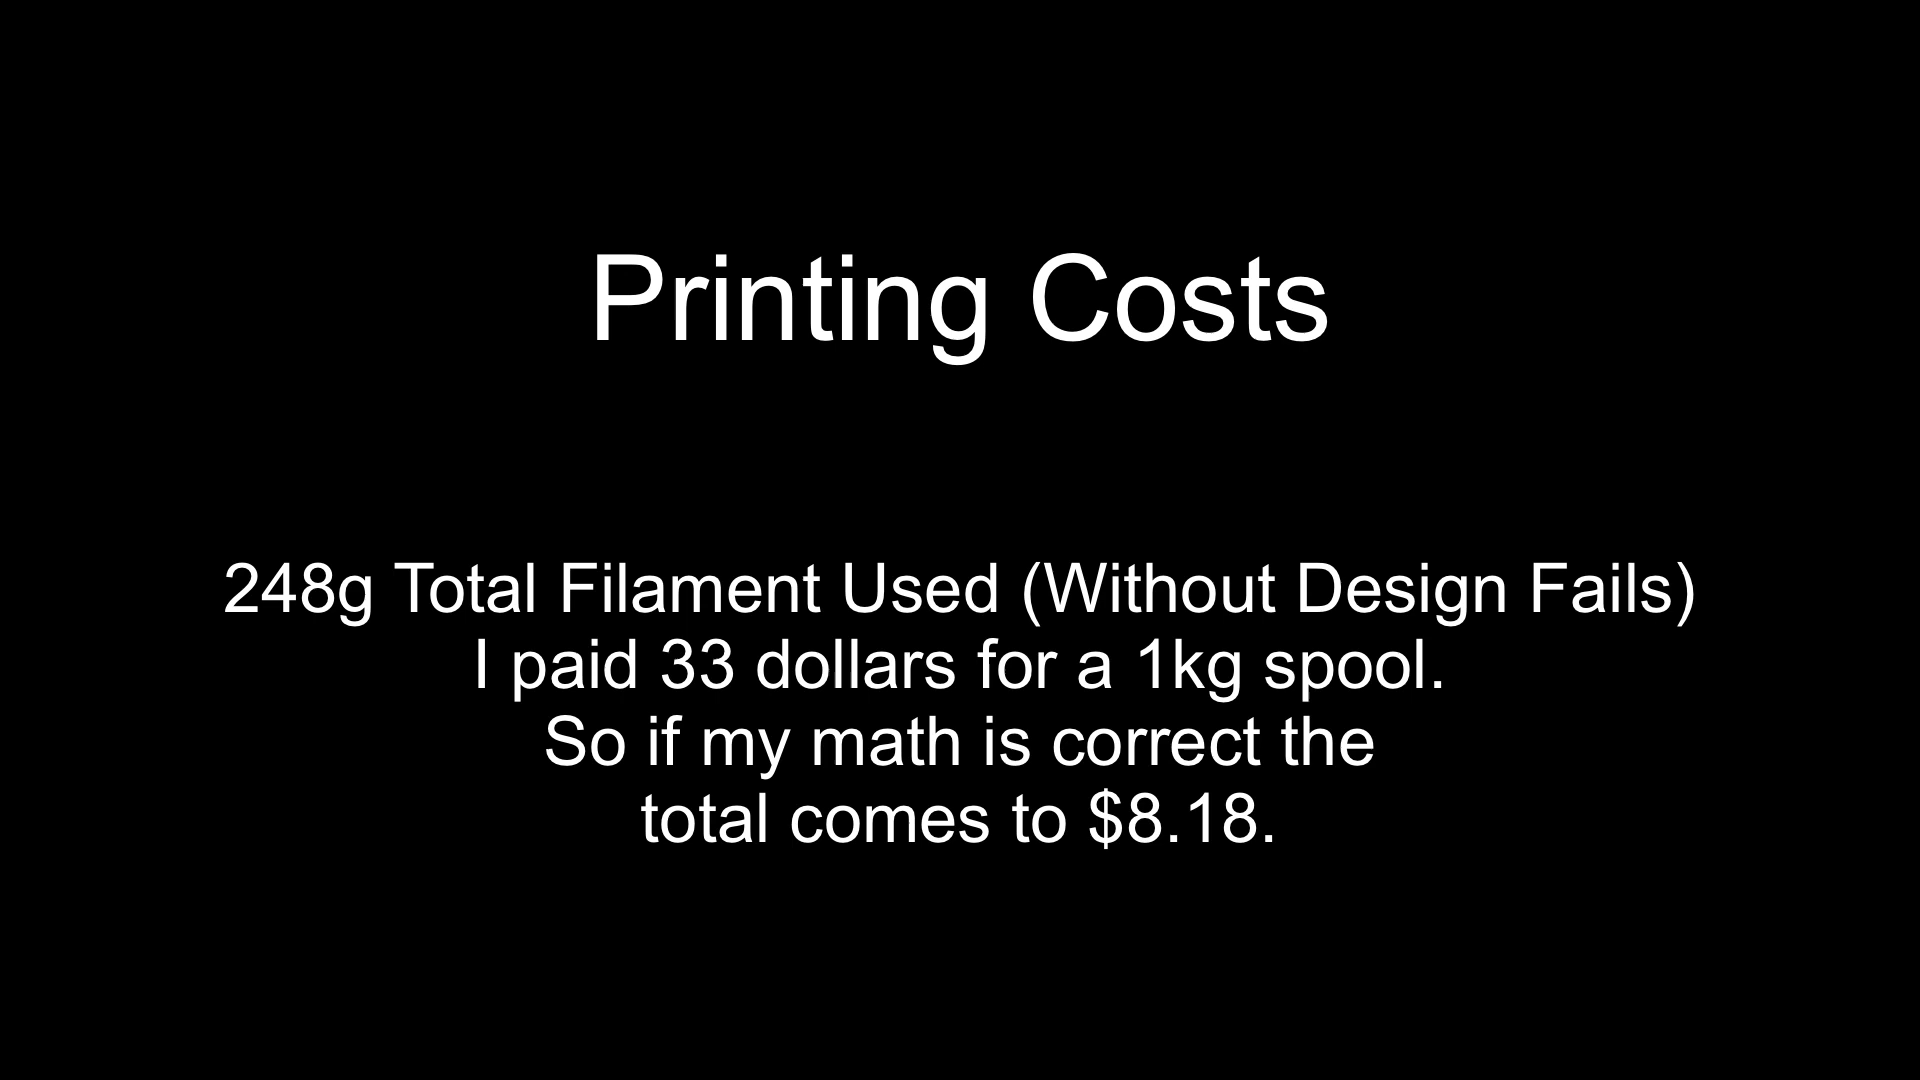 Printing Costs
248g Total Filament Used (Without Design Fails)
I paid 33 dollars for a 1kg spool.
So if my math is correct the
total comes to $8.18.